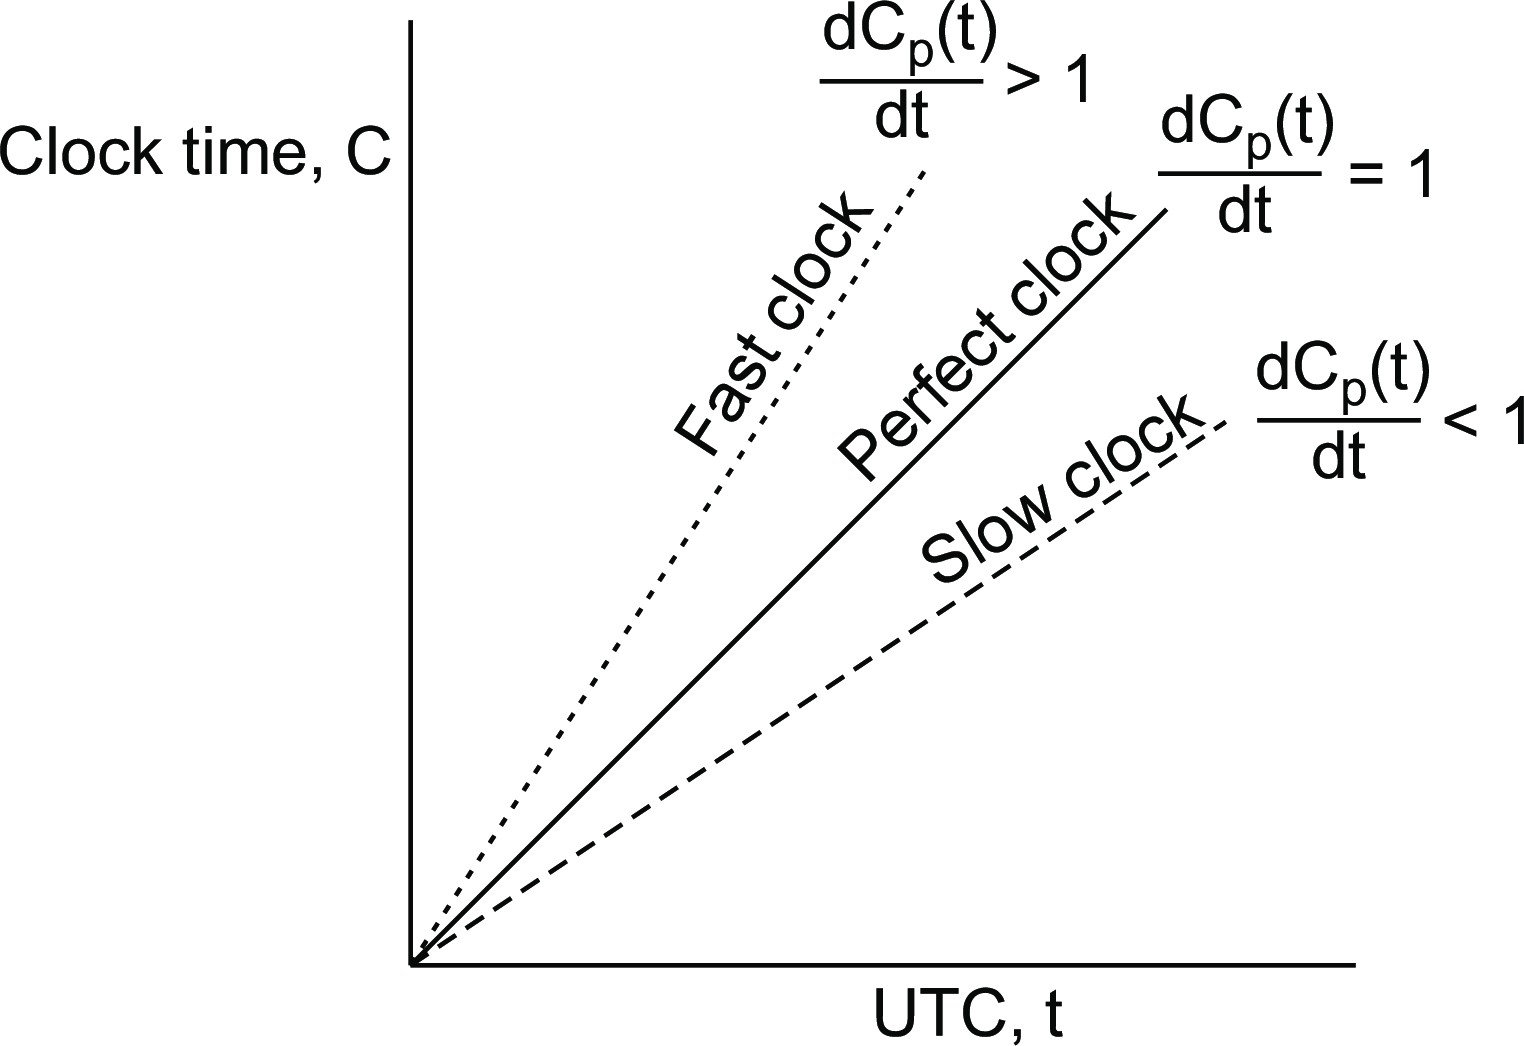 dCp(t)
dt
> 1
dCp(t)
dt
= 1
Clock time, C
Fast clock
Perfect clock
dCp(t)
dt
< 1
Slow clock
UTC, t